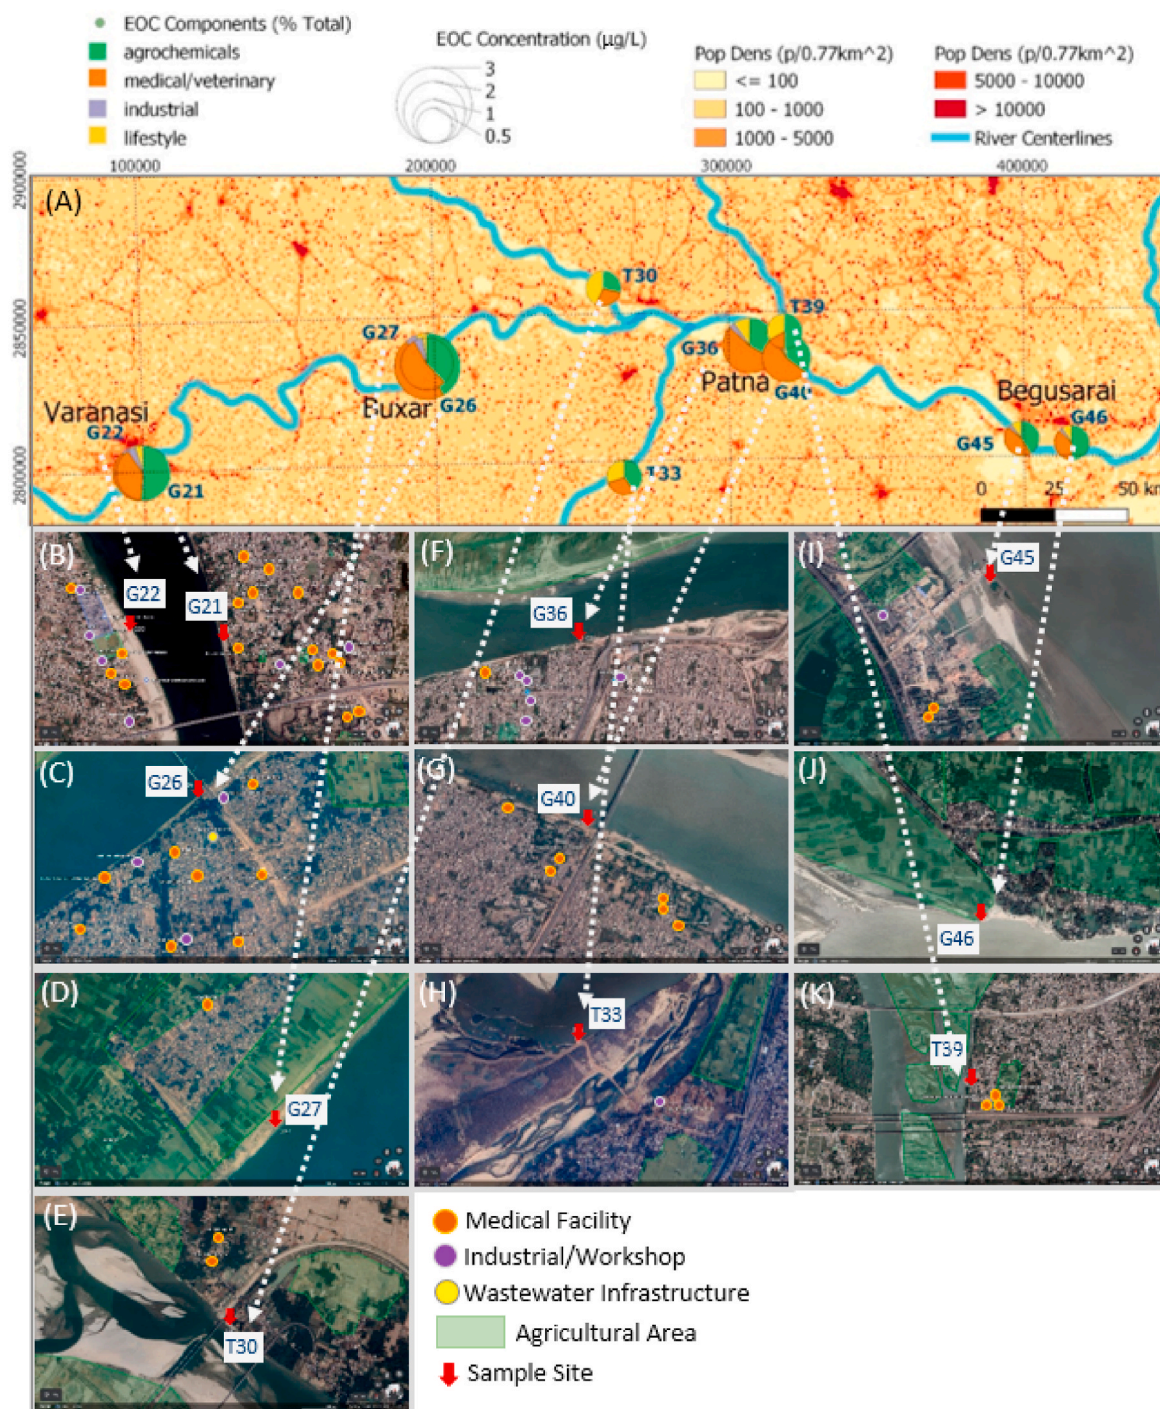 EOC Components (% Total)
agrochemicals
medical/veterinary
industrial
lifestyle
EOC Concentration (µg/L)
3
2
1
0.5
Pop Dens (p/0.77km^2)
<= 100
100 - 1000
1000 - 5000
Pop Dens (p/0.77km^2)
5000 - 10000
> 10000
River Centerlines
100000
200000
300000
400000
2900000
2850000
2800000
(A)
T30
T39
G27
G36
Patna
G40
Begusarai
Varanasi
Buxar
G26
G22
G46
G45
G21
T33
0
25
50 km
(B)
G22
G21
(F)
G36
(I)
G45
(C)
G26
(G)
G40
(J)
G46
(D)
G27
(H)
T33
(K)
T39
(E)
T30
Medical Facility
Industrial/Workshop
Wastewater Infrastructure
Agricultural Area
Sample Site